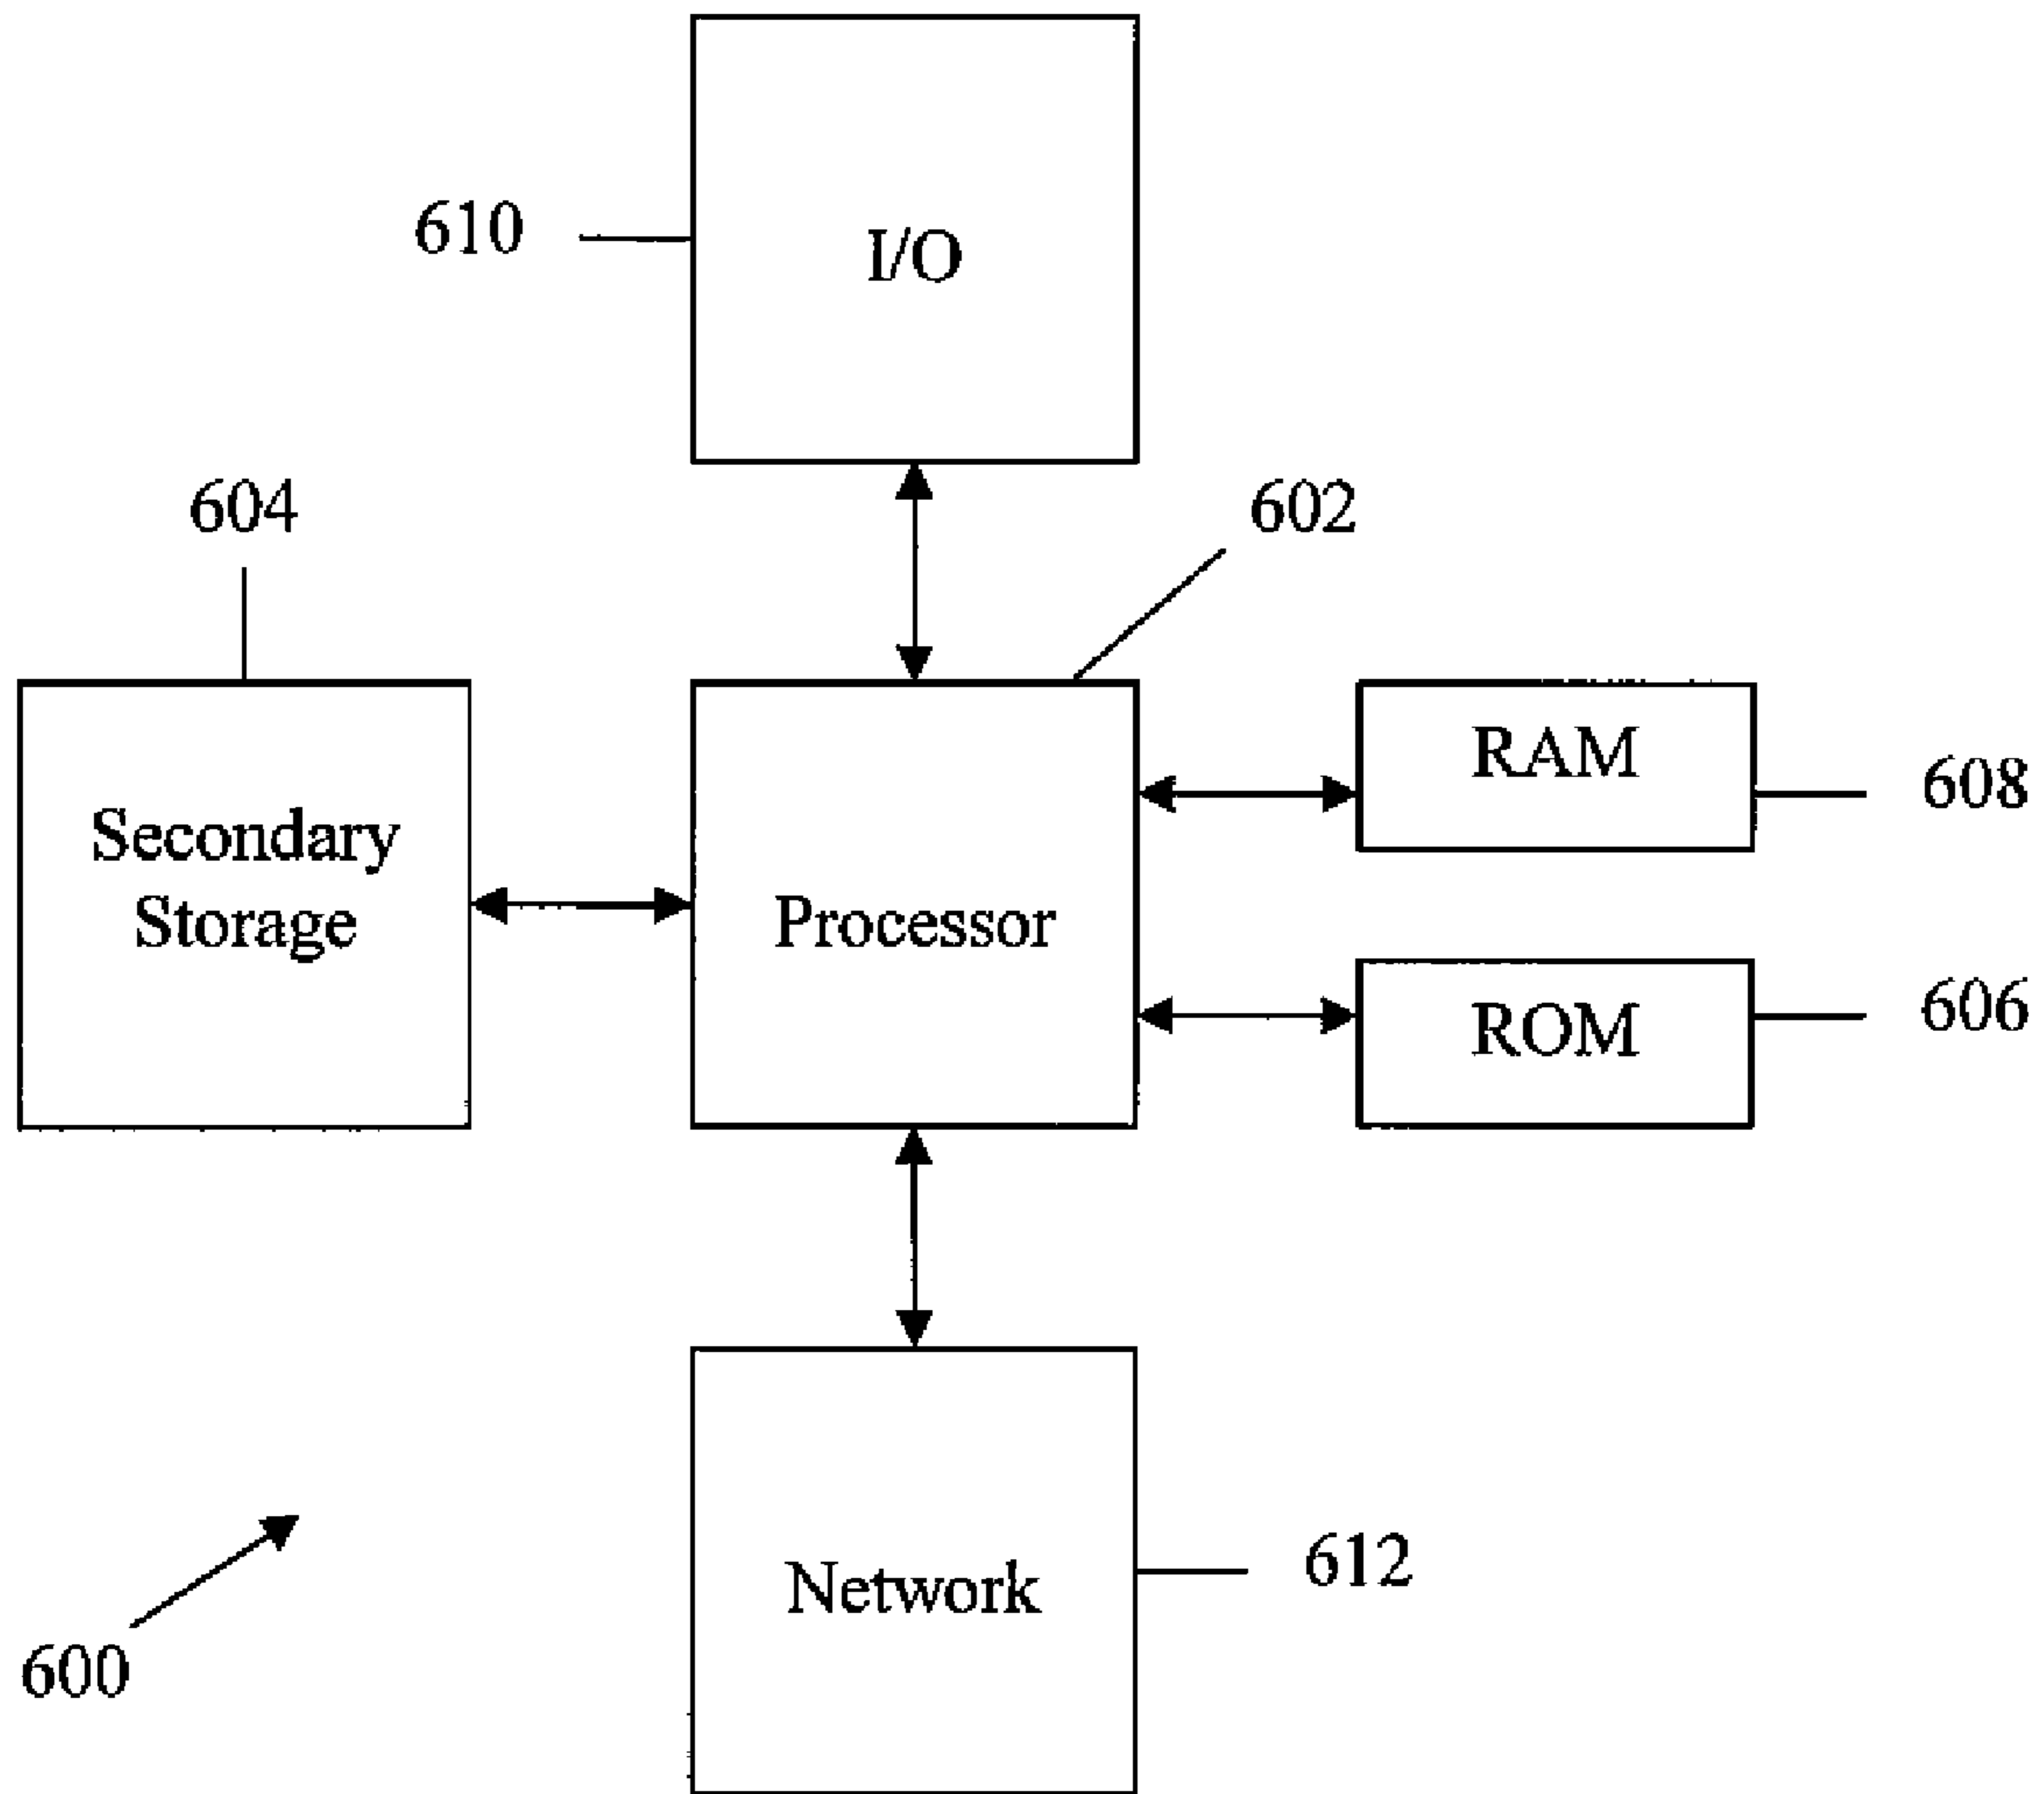 610
I/O
604
602
RAM
608
Secondary
Storage
Processor
606
ROM
Network
612
600